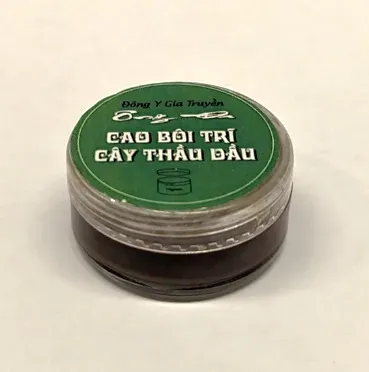 Đông Y Gia Truyền
CAO BÔI TRĨ
CÂY THẦU DẦU